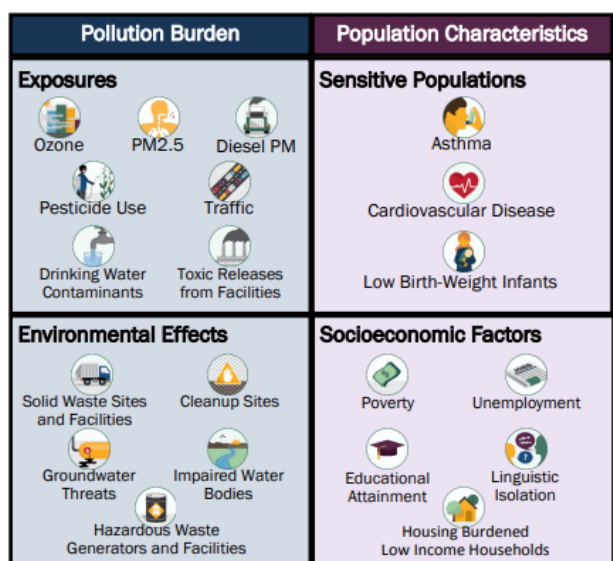 Pollution Burden
Population Characteristics
Exposures
Ozone
PM2.5
Diesel PM
Pesticide Use
Traffic
Drinking Water
Contaminants
Toxic Releases
from Facilities
Sensitive Populations
Asthma
Cardiovascular Disease
Low Birth-Weight Infants
Environmental Effects
Solid Waste Sites
and Facilities
Cleanup Sites
Groundwater
Threats
Impaired Water
Bodies
Hazardous Waste
Generators and Facilities
Socioeconomic Factors
Poverty
Unemployment
Educational
Attainment
Linguistic
Isolation
Housing Burdened
Low Income Households